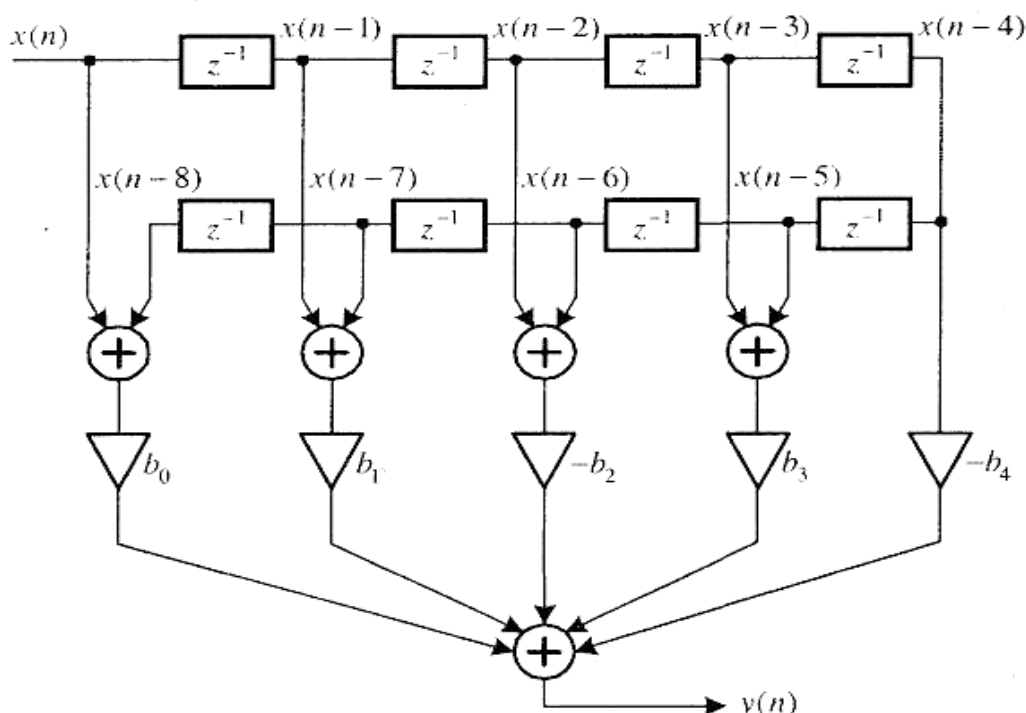 x(n) x(n−1) x(n−2) x(n−3) x(n−4)
z⁻¹ z⁻¹ z⁻¹ z⁻¹
x(n−8) x(n−7) x(n−6) x(n−5)
z⁻¹ z⁻¹ z⁻¹ z⁻¹
+ + + +
b₀ b₁ −b₂ b₃ −b₄
+
y(n)